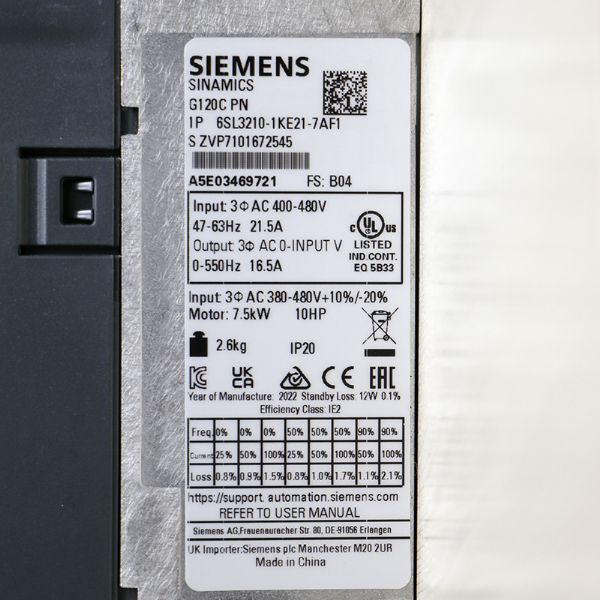 SIEMENS
SINAMICS
G120C PN
1P 6SL3210-1KE21-7AF1
S ZVP7101672545
A5E03469721 FS: B04
Input: 3Φ AC 400-480V
47-63Hz 21.5A
Output: 3Φ AC 0-INPUT V
0-550Hz 16.5A
c UL us
LISTED
IND.CONT.
EQ 5B33
Input: 3Φ AC 380-480V+10%/-20%
Motor: 7.5kW 10HP
2.6kg IP20
UK CA CE EAC
Year of Manufacture: 2022 Standby Loss: 12W 0.1%
Efficiency Class: IE2
Freq. 0% 0% 0% 50% 50% 50% 90% 90%
Current 25% 50% 100% 25% 50% 100% 50% 100%
Loss 0.8% 0.9% 1.5% 0.8% 1.0% 1.7% 1.1% 2.1%
https://support. automation.siemens.com
REFER TO USER MANUAL
Siemens AG,Frauenauracher Str. 80, DE-91056 Erlangen
UK Importer:Siemens plc Manchester M20 2UR
Made in China